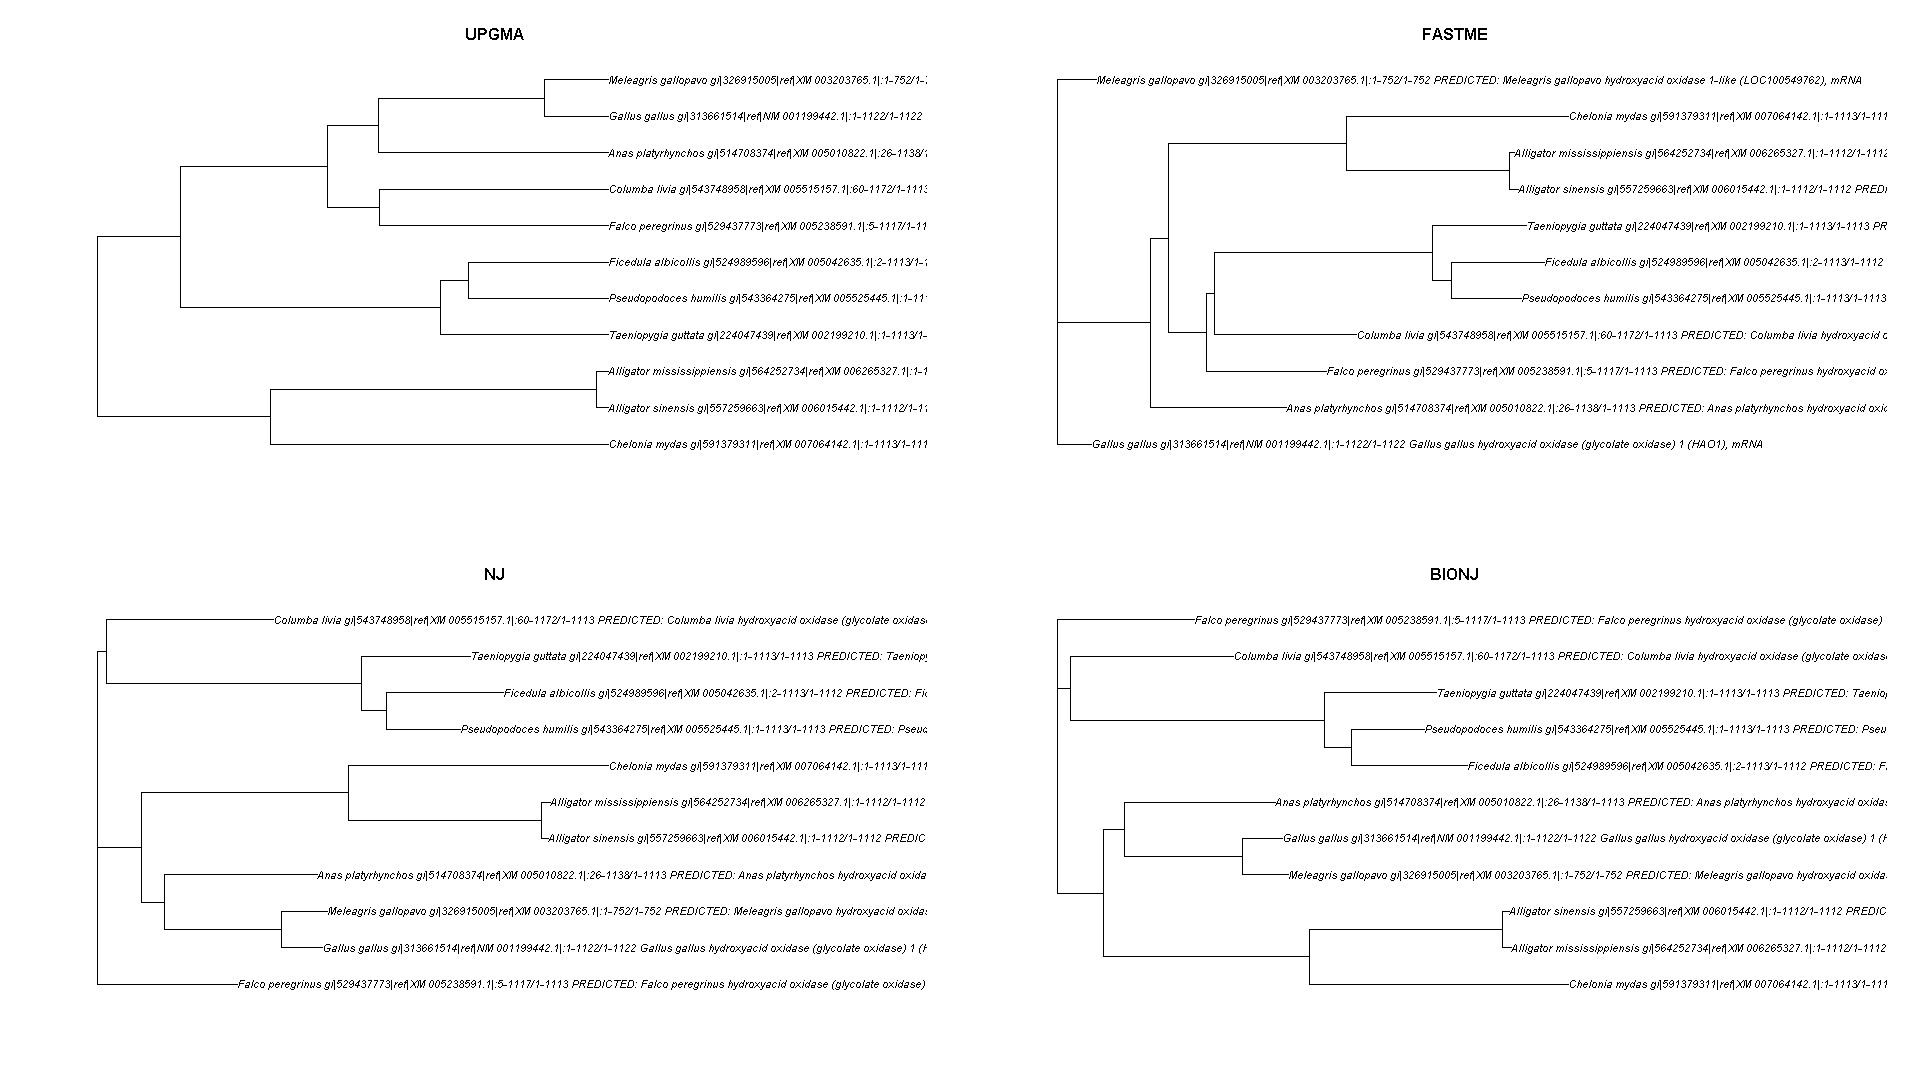 UPGMA
Meleagris gallopavo gi|326915005|ref|XM 003203765.1|:1-752/1-
Gallus gallus gi|313661514|ref|NM 001199442.1|:1-1122/1-1122
Anas platyrhynchos gi|514708374|ref|XM 005010822.1|:26-1138/
Columba livia gi|543748958|ref|XM 005515157.1|:60-1172/1-1113
Falco peregrinus gi|529437773|ref|XM 005238591.1|:5-1117/1-11
Ficedula albicollis gi|524989596|ref|XM 005042635.1|:2-1113/1-
Pseudopodoces humilis gi|543364275|ref|XM 005525445.1|:1-11
Taeniopygia guttata gi|224047439|ref|XM 002199210.1|:1-1113/1-
Alligator mississippiensis gi|564252734|ref|XM 006265327.1|:1-1
Alligator sinensis gi|557259663|ref|XM 006015442.1|:1-1112/1-1
Chelonia mydas gi|591379311|ref|XM 007064142.1|:1-1113/1-111
FASTME
Meleagris gallopavo gi|326915005|ref|XM 003203765.1|:1-752/1-752 PREDICTED: Meleagris gallopavo hydroxyacid oxidase 1-like (LOC100549762), mRNA
Chelonia mydas gi|591379311|ref|XM 007064142.1|:1-1113/1-111
Alligator mississippiensis gi|564252734|ref|XM 006265327.1|:1-1112/1-1112
Alligator sinensis gi|557259663|ref|XM 006015442.1|:1-1112/1-1112 PREDI
Taeniopygia guttata gi|224047439|ref|XM 002199210.1|:1-1113/1-1113 PR
Ficedula albicollis gi|524989596|ref|XM 005042635.1|:2-1113/1-1112
Pseudopodoces humilis gi|543364275|ref|XM 005525445.1|:1-1113/1-1113
Columba livia gi|543748958|ref|XM 005515157.1|:60-1172/1-1113 PREDICTED: Columba livia hydroxyacid
Falco peregrinus gi|529437773|ref|XM 005238591.1|:5-1117/1-1113 PREDICTED: Falco peregrinus hydroxyacid
Anas platyrhynchos gi|514708374|ref|XM 005010822.1|:26-1138/1-1113 PREDICTED: Anas platyrhynchos hydroxyacid oxi
Gallus gallus gi|313661514|ref|NM 001199442.1|:1-1122/1-1122 Gallus gallus hydroxyacid oxidase (glycolate oxidase) 1 (HAO1), mRNA
NJ
Columba livia gi|543748958|ref|XM 005515157.1|:60-1172/1-1113 PREDICTED: Columba livia hydroxyacid oxidase (glycolate oxidas
Taeniopygia guttata gi|224047439|ref|XM 002199210.1|:1-1113/1-1113 PREDICTED: Taeniop
Ficedula albicollis gi|524989596|ref|XM 005042635.1|:2-1113/1-1112 PREDICTED: Fi
Pseudopodoces humilis gi|543364275|ref|XM 005525445.1|:1-1113/1-1113 PREDICTED: Pseud
Chelonia mydas gi|591379311|ref|XM 007064142.1|:1-1113/1-111
Alligator mississippiensis gi|564252734|ref|XM 006265327.1|:1-1112/1-1112
Alligator sinensis gi|557259663|ref|XM 006015442.1|:1-1112/1-1112 PREDIC
Anas platyrhynchos gi|514708374|ref|XM 005010822.1|:26-1138/1-1113 PREDICTED: Anas platyrhynchos hydroxyacid oxida
Meleagris gallopavo gi|326915005|ref|XM 003203765.1|:1-752/1-752 PREDICTED: Meleagris gallopavo hydroxyacid oxidas
Gallus gallus gi|313661514|ref|NM 001199442.1|:1-1122/1-1122 Gallus gallus hydroxyacid oxidase (glycolate oxidase) 1 (
Falco peregrinus gi|529437773|ref|XM 005238591.1|:5-1117/1-1113 PREDICTED: Falco peregrinus hydroxyacid oxidase (glycolate oxidase)
BIONJ
Falco peregrinus gi|529437773|ref|XM 005238591.1|:5-1117/1-1113 PREDICTED: Falco peregrinus hydroxyacid oxidase (glycolate oxidase)
Columba livia gi|543748958|ref|XM 005515157.1|:60-1172/1-1113 PREDICTED: Columba livia hydroxyacid oxidase (glycolate oxidas
Taeniopygia guttata gi|224047439|ref|XM 002199210.1|:1-1113/1-1113 PREDICTED: Taenio
Pseudopodoces humilis gi|543364275|ref|XM 005525445.1|:1-1113/1-1113 PREDICTED: Pseu
Ficedula albicollis gi|524989596|ref|XM 005042635.1|:2-1113/1-1112 PREDICTED: F
Anas platyrhynchos gi|514708374|ref|XM 005010822.1|:26-1138/1-1113 PREDICTED: Anas platyrhynchos hydroxyacid oxidas
Gallus gallus gi|313661514|ref|NM 001199442.1|:1-1122/1-1122 Gallus gallus hydroxyacid oxidase (glycolate oxidase) 1 (
Meleagris gallopavo gi|326915005|ref|XM 003203765.1|:1-752/1-752 PREDICTED: Meleagris gallopavo hydroxyacid oxida
Alligator sinensis gi|557259663|ref|XM 006015442.1|:1-1112/1-1112 PREDIC
Alligator mississippiensis gi|564252734|ref|XM 006265327.1|:1-1112/1-1112
Chelonia mydas gi|591379311|ref|XM 007064142.1|:1-1113/1-111